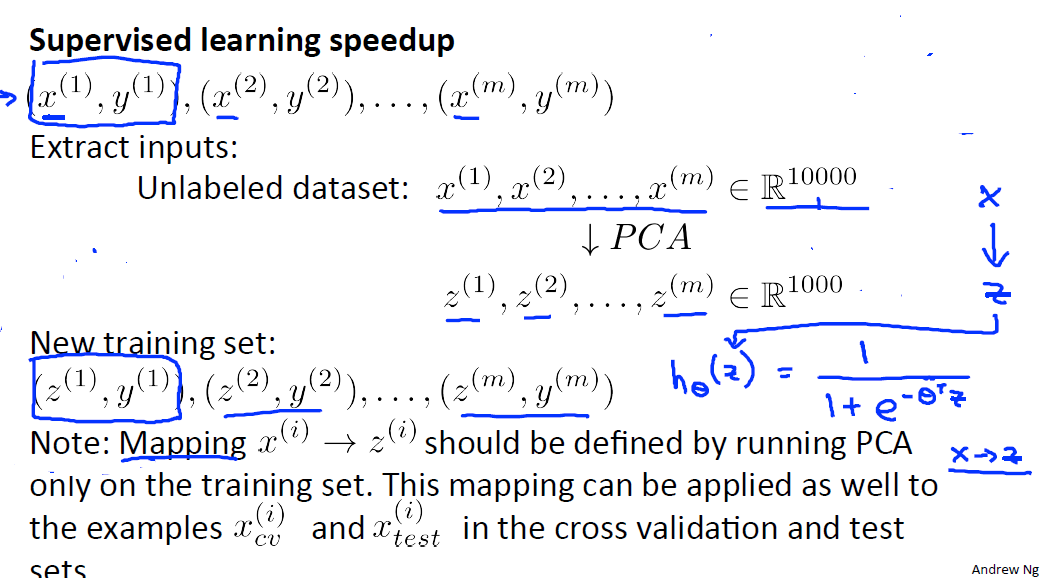 Supervised learning speedup
(x^(1), y^(1)), (x^(2), y^(2)), ..., (x^(m), y^(m))
Extract inputs:
Unlabeled dataset: x^(1), x^(2), ..., x^(m) ∈ ℝ^10000
x
↓ PCA
↓
z^(1), z^(2), ..., z^(m) ∈ ℝ^1000
z
New training set:
(z^(1), y^(1)), (z^(2), y^(2)), ..., (z^(m), y^(m))
h_θ(z) = 1 / (1 + e^(-θ^T z))
Note: Mapping x^(i) → z^(i) should be defined by running PCA
x → z
only on the training set. This mapping can be applied as well to
the examples x_cv^(i) and x_test^(i) in the cross validation and test
sets
Andrew Ng